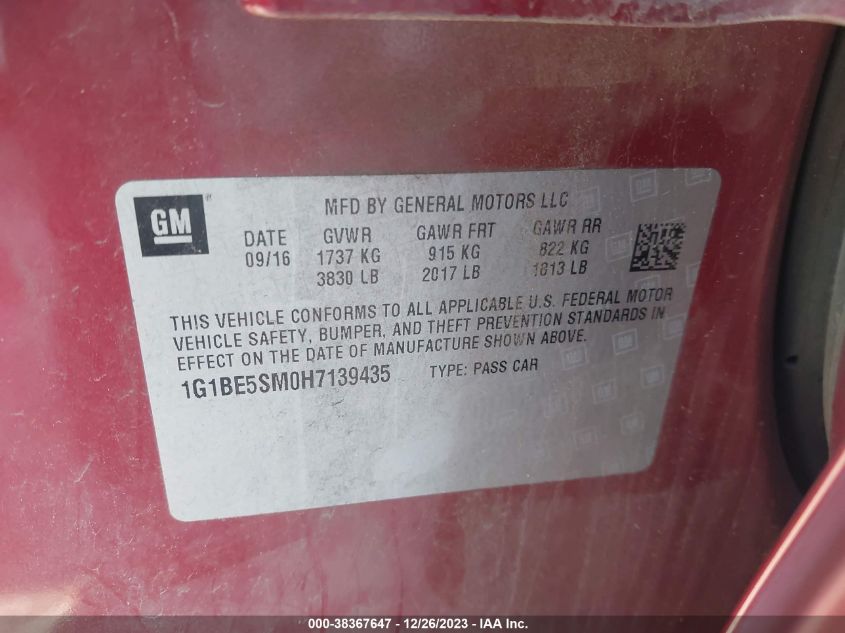 GM
MFD BY GENERAL MOTORS LLC
DATE GVWR GAWR FRT GAWR RR
09/16 1737 KG 915 KG 822 KG
3830 LB 2017 LB 1813 LB
THIS VEHICLE CONFORMS TO ALL APPLICABLE U.S. FEDERAL MOTOR
VEHICLE SAFETY, BUMPER, AND THEFT PREVENTION STANDARDS IN
EFFECT ON THE DATE OF MANUFACTURE SHOWN ABOVE.
1G1BE5SM0H7139435 TYPE: PASS CAR
000-38367647 / 12/26/2023 / IAA Inc.